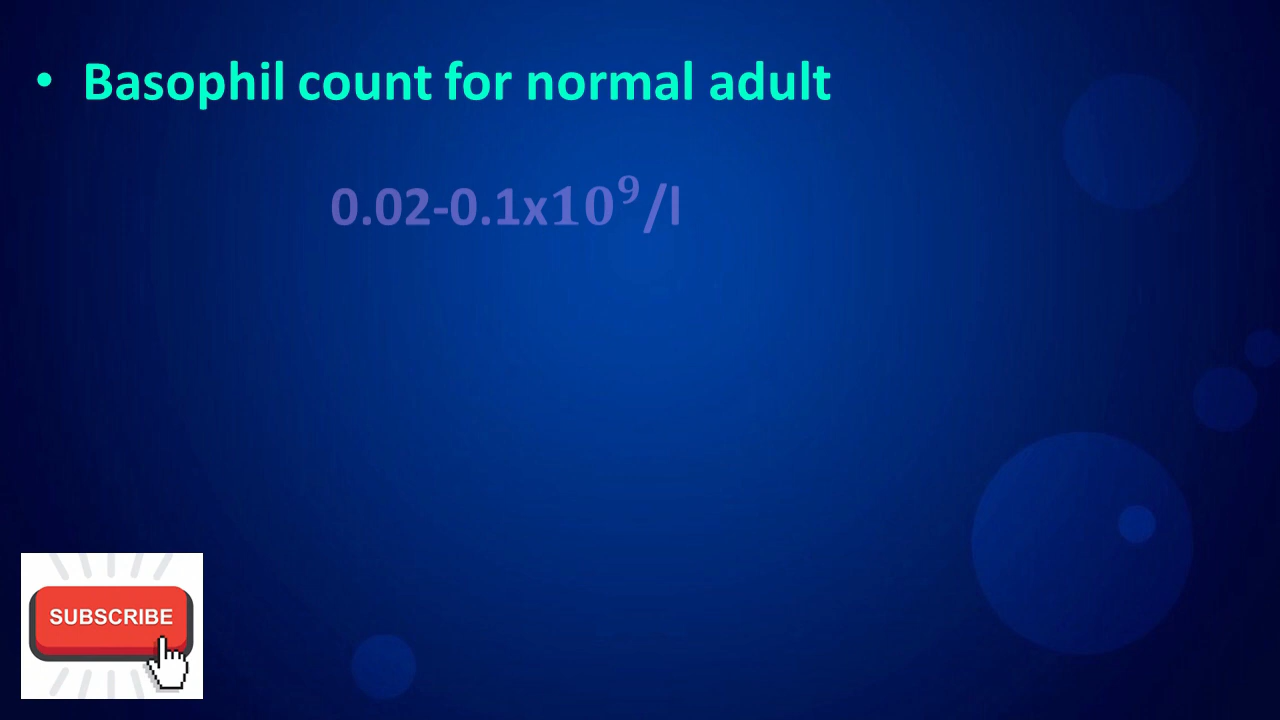 • Basophil count for normal adult
0.02-0.1x10⁹/l
SUBSCRIBE